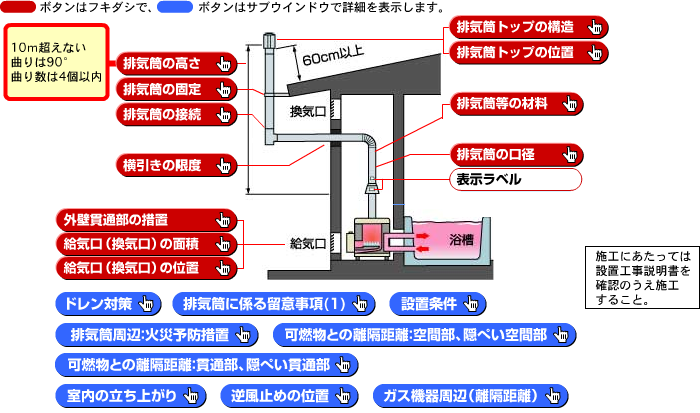 ボタンはフキダシで、 ボタンはサブウインドウで詳細を表示します。
10m超えない
曲りは90°
曲り数は4個以内
排気筒の高さ
排気筒の固定
排気筒の接続
横引きの限度
60cm以上
換気口
排気筒トップの構造
排気筒トップの位置
排気筒等の材料
排気筒の口径
表示ラベル
外壁貫通部の措置
給気口(換気口)の面積
給気口(換気口)の位置
給気口
浴槽
施工にあたっては
設置工事説明書を
確認のうえ施工
すること。
ドレン対策
排気筒に係る留意事項(1)
設置条件
排気筒周辺:火災予防措置
可燃物との離隔距離:空間部、隠ぺい空間部
可燃物との離隔距離:貫通部、隠ぺい貫通部
室内の立ち上がり
逆風止めの位置
ガス機器周辺(離隔距離)